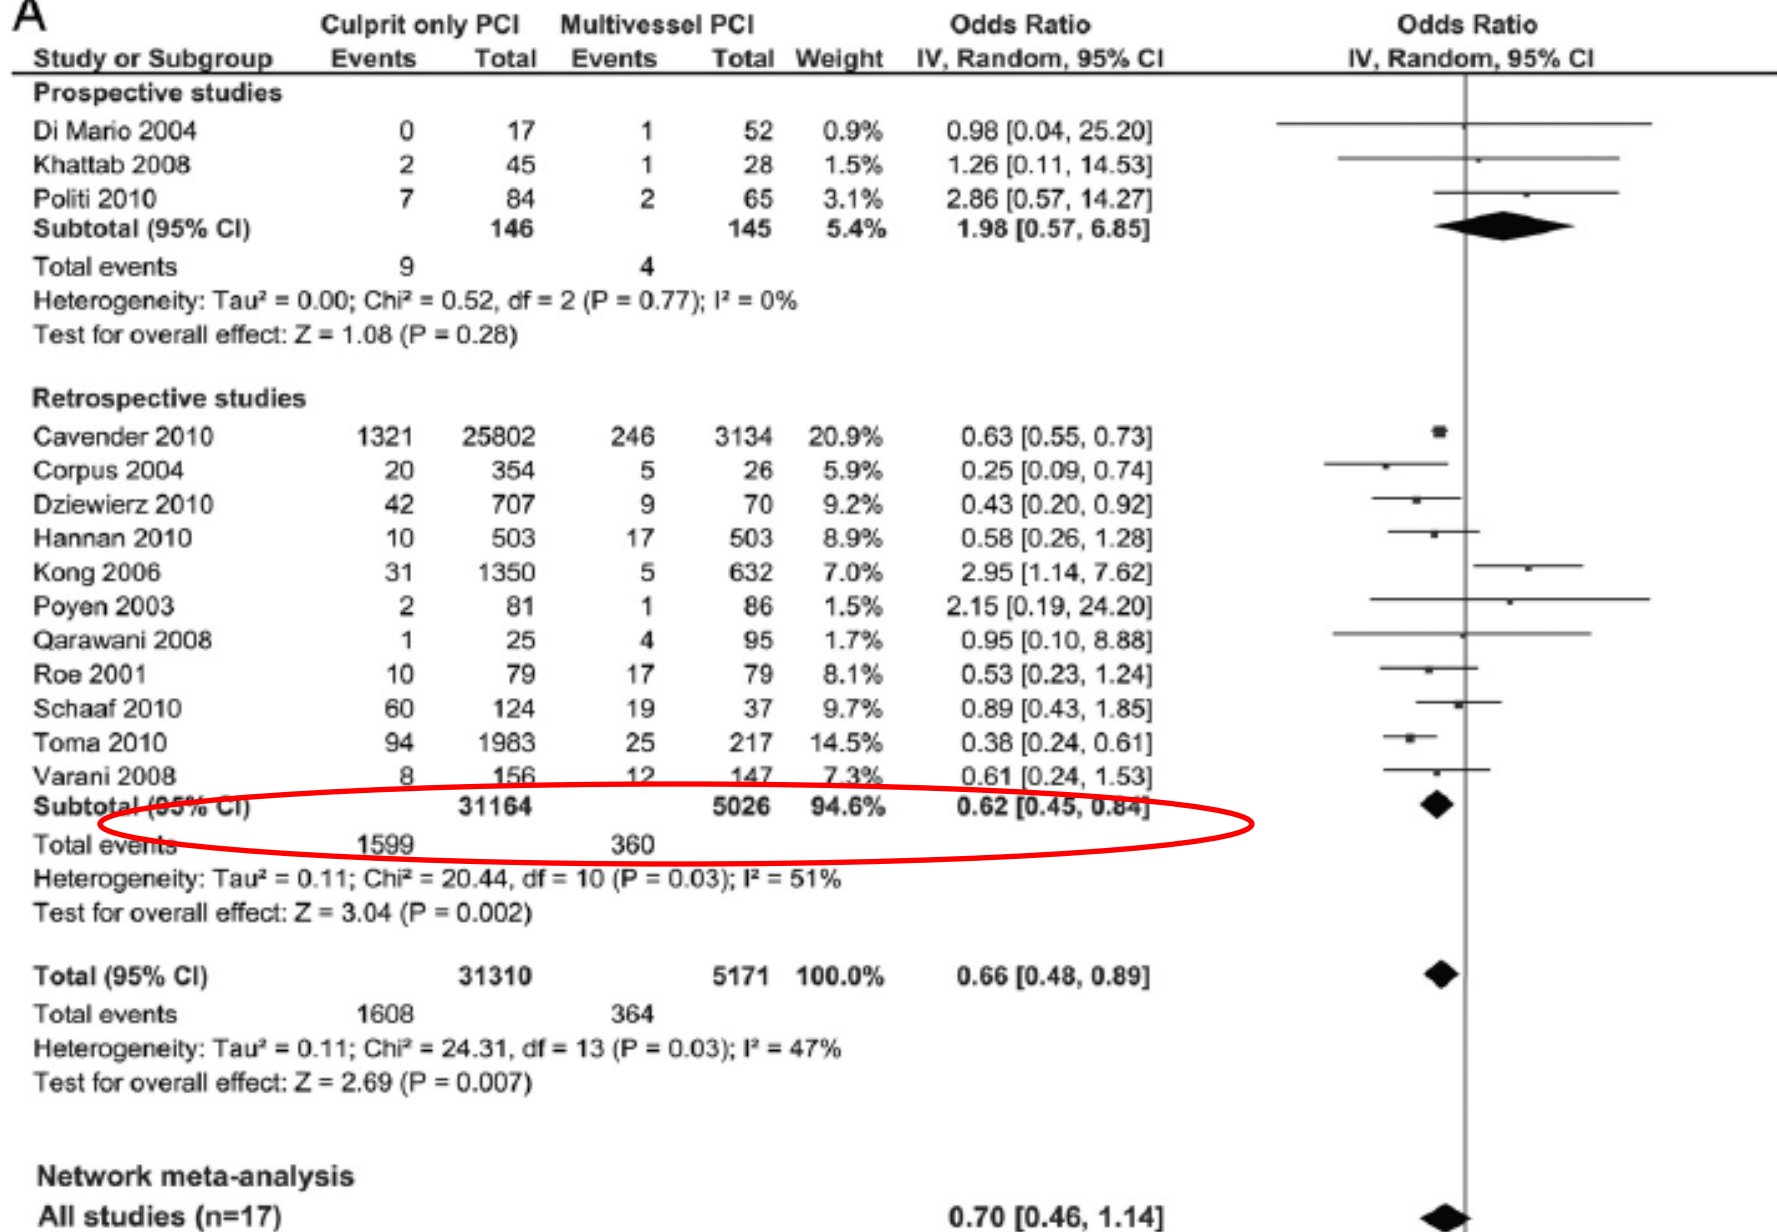 A
Culprit only PCI Multivessel PCI Odds Ratio Odds Ratio
Study or Subgroup Events Total Events Total Weight IV, Random, 95% CI IV, Random, 95% CI
Prospective studies
Di Mario 2004 0 17 1 52 0.9% 0.98 [0.04, 25.20]
Khattab 2008 2 45 1 28 1.5% 1.26 [0.11, 14.53]
Politi 2010 7 84 2 65 3.1% 2.86 [0.57, 14.27]
Subtotal (95% CI) 146 145 5.4% 1.98 [0.57, 6.85]
Total events 9 4
Heterogeneity: Tau² = 0.00; Chi² = 0.52, df = 2 (P = 0.77); I² = 0%
Test for overall effect: Z = 1.08 (P = 0.28)
Retrospective studies
Cavender 2010 1321 25802 246 3134 20.9% 0.63 [0.55, 0.73]
Corpus 2004 20 354 5 26 5.9% 0.25 [0.09, 0.74]
Dziewierz 2010 42 707 9 70 9.2% 0.43 [0.20, 0.92]
Hannan 2010 10 503 17 503 8.9% 0.58 [0.26, 1.28]
Kong 2006 31 1350 5 632 7.0% 2.95 [1.14, 7.62]
Poyen 2003 2 81 1 86 1.5% 2.15 [0.19, 24.20]
Qarawani 2008 1 25 4 95 1.7% 0.95 [0.10, 8.88]
Roe 2001 10 79 17 79 8.1% 0.53 [0.23, 1.24]
Schaaf 2010 60 124 19 37 9.7% 0.89 [0.43, 1.85]
Toma 2010 94 1983 25 217 14.5% 0.38 [0.24, 0.61]
Varani 2008 8 156 12 147 7.3% 0.61 [0.24, 1.53]
Subtotal (95% CI) 31164 5026 94.6% 0.62 [0.45, 0.84]
Total events 1599 360
Heterogeneity: Tau² = 0.11; Chi² = 20.44, df = 10 (P = 0.03); I² = 51%
Test for overall effect: Z = 3.04 (P = 0.002)
Total (95% CI) 31310 5171 100.0% 0.66 [0.48, 0.89]
Total events 1608 364
Heterogeneity: Tau² = 0.11; Chi² = 24.31, df = 13 (P = 0.03); I² = 47%
Test for overall effect: Z = 2.69 (P = 0.007)
Network meta-analysis
All studies (n=17) 0.70 [0.46, 1.14]